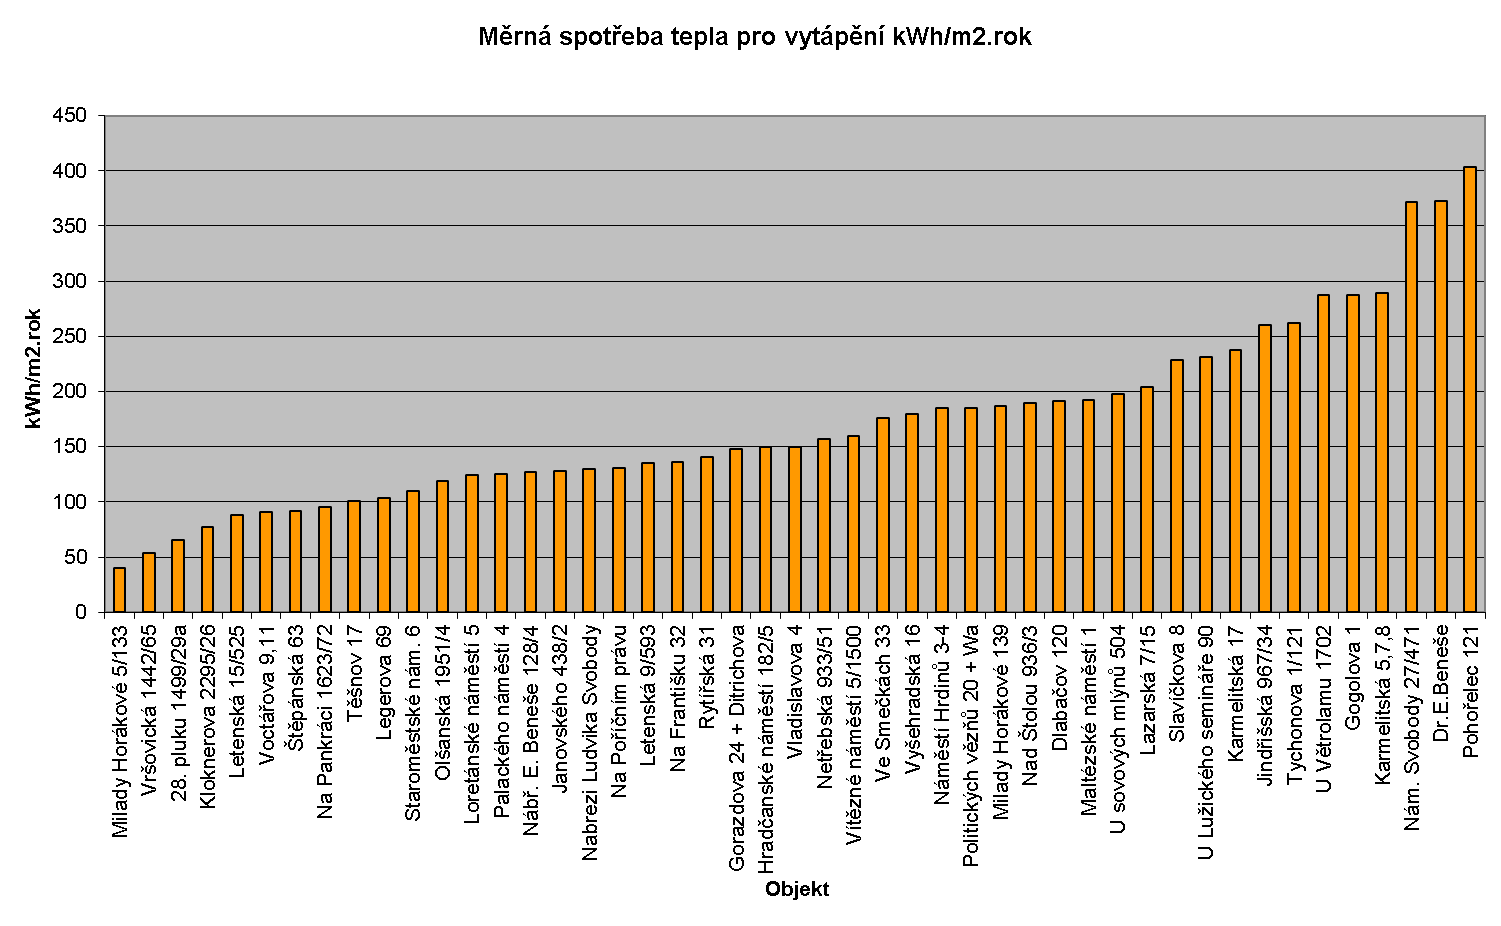 Měrná spotřeba tepla pro vytápění kWh/m2.rok
450
400
350
300
250
200
150
100
50
0
kWh/m2.rok
Milady Horákové 5/133
Vršovická 1442/65
28. pluku 1499/29a
Kloknerova 2295/26
Letenská 15/525
Voctářova 9,11
Štěpánská 63
Na Pankráci 1623/72
Těšnov 17
Legerova 69
Staroměstské nám. 6
Olšanská 1951/4
Loretánské náměstí 5
Palackého náměstí 4
Nábř. E. Beneše 128/4
Janovského 438/2
Nabrezi Ludvika Svobody
Na Poříčním právu
Letenská 9/593
Na Františku 32
Rytířská 31
Gorazdova 24 + Ditrichova
Hradčanské náměstí 182/5
Vladislavova 4
Netřebská 933/51
Vítězné náměstí 5/1500
Ve Smečkách 33
Vyšehradská 16
Náměstí Hrdinů 3-4
Politických vězňů 20 + Wa
Milady Horákové 139
Nad Štolou 936/3
Dlabačov 120
Maltézské náměstí 1
U sovových mlýnů 504
Lazarská 7/15
Slavíčkova 8
U Lužického semináře 90
Karmelitská 17
Jindřišská 967/34
Tychonova 1/121
U Větrolamu 1702
Gogolova 1
Karmelitská 5,7,8
Nám. Svobody 27/471
Dr.E.Beneše
Pohořelec 121
Objekt